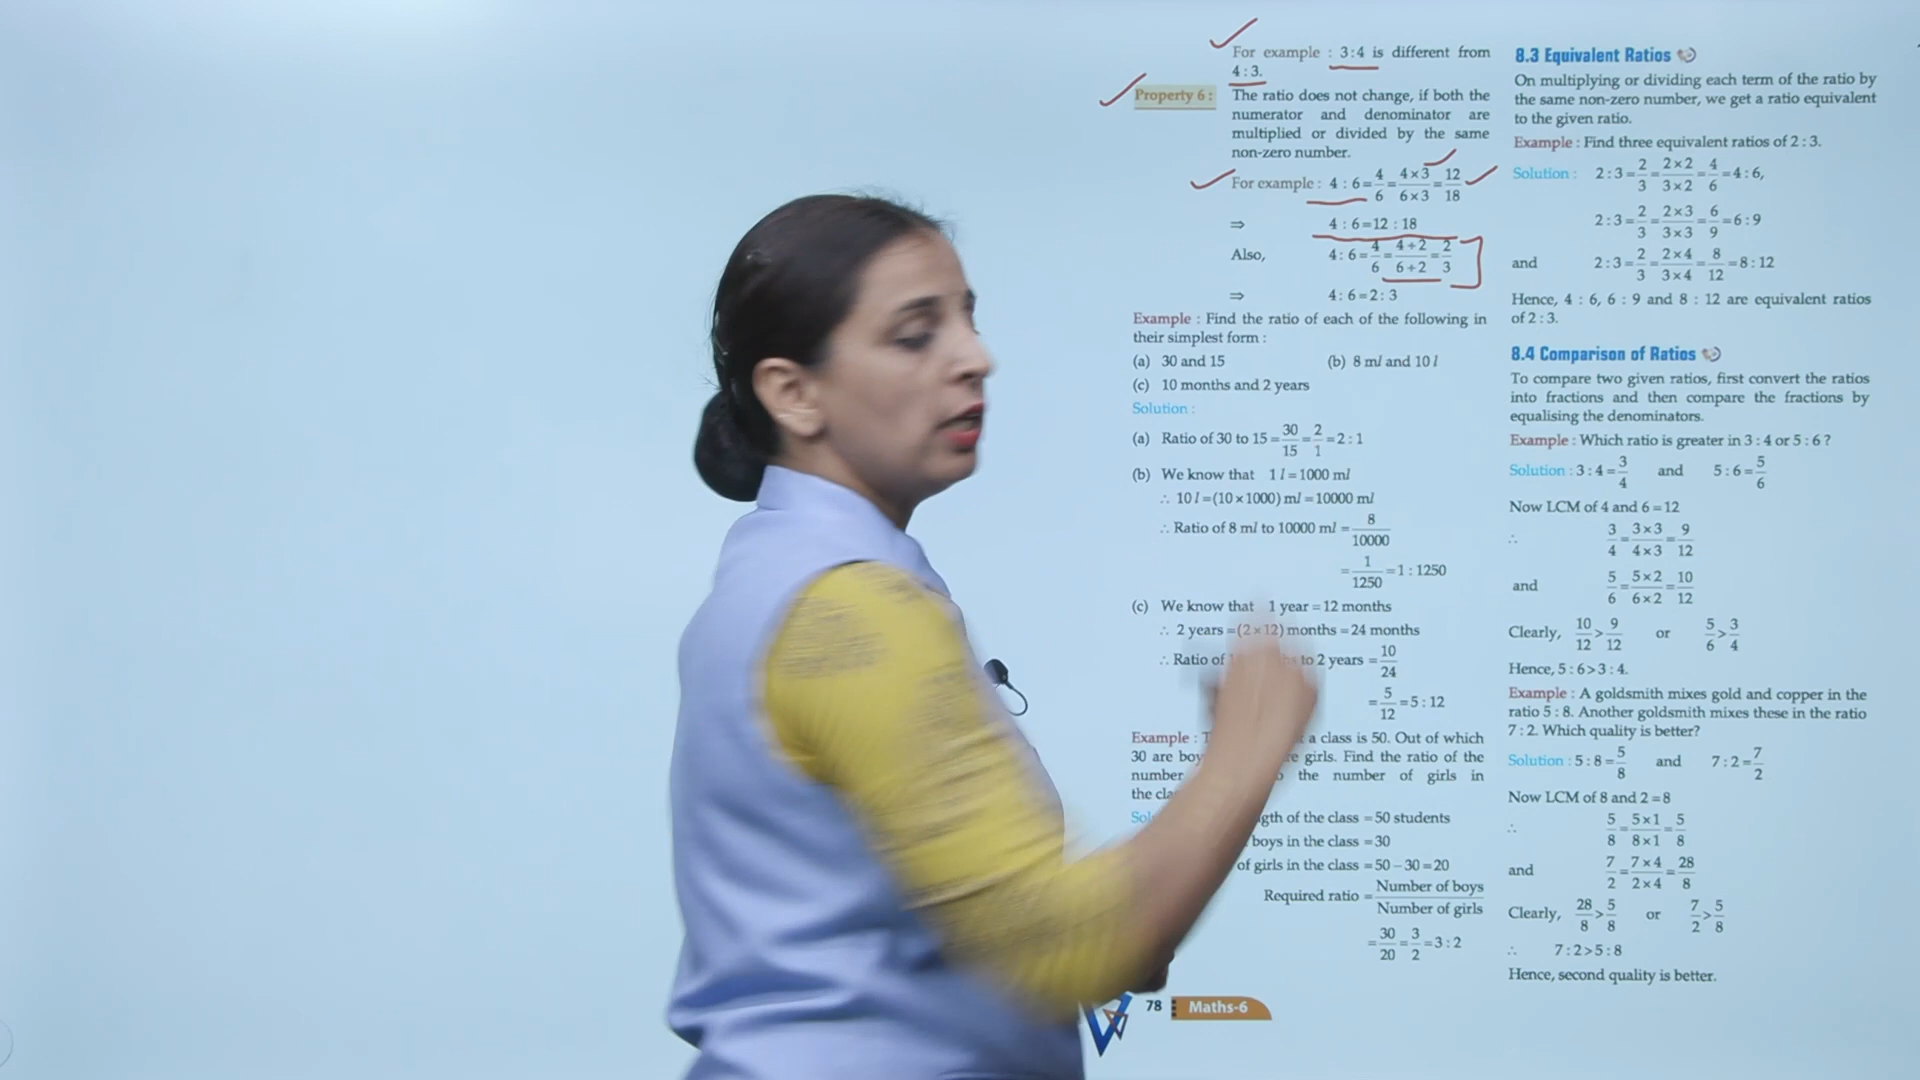 For example : 3:4 is different from
4 : 3.
Property 6 : The ratio does not change, if both the
numerator and denominator are
multiplied or divided by the same
non-zero number.
For example : 4 : 6 = 4/6 = 4×3/6×3 = 12/18
⇒ 4 : 6 = 12 : 18
Also, 4 : 6 = 4/6 = 4÷2/6÷2 = 2/3
⇒ 4 : 6 = 2 : 3
Example : Find the ratio of each of the following in
their simplest form :
(a) 30 and 15 (b) 8 ml and 10 l
(c) 10 months and 2 years
Solution :
(a) Ratio of 30 to 15 = 30/15 = 2/1 = 2 : 1
(b) We know that 1 l = 1000 ml
∴ 10 l = (10 × 1000) ml = 10000 ml
∴ Ratio of 8 ml to 10000 ml = 8/10000
= 1/1250 = 1 : 1250
(c) We know that 1 year = 12 months
∴ 2 years = (2 × 12) months = 24 months
∴ Ratio of to 2 years = 10/24
= 5/12 = 5 : 12
Example : a class is 50. Out of which
30 are girls. Find the ratio of the
number the number of girls in
the
of the class = 50 students
boys in the class = 30
of girls in the class = 50 – 30 = 20
Required ratio = Number of boys/Number of girls
= 30/20 = 3/2 = 3 : 2
78 Maths-6
8.3 Equivalent Ratios
On multiplying or dividing each term of the ratio by
the same non-zero number, we get a ratio equivalent
to the given ratio.
Example : Find three equivalent ratios of 2 : 3.
Solution : 2 : 3 = 2/3 = 2×2/3×2 = 4/6 = 4 : 6,
2 : 3 = 2/3 = 2×3/3×3 = 6/9 = 6 : 9
and 2 : 3 = 2/3 = 2×4/3×4 = 8/12 = 8 : 12
Hence, 4 : 6, 6 : 9 and 8 : 12 are equivalent ratios
of 2 : 3.
8.4 Comparison of Ratios
To compare two given ratios, first convert the ratios
into fractions and then compare the fractions by
equalising the denominators.
Example : Which ratio is greater in 3 : 4 or 5 : 6 ?
Solution : 3 : 4 = 3/4 and 5 : 6 = 5/6
Now LCM of 4 and 6 = 12
∴ 3/4 = 3×3/4×3 = 9/12
and 5/6 = 5×2/6×2 = 10/12
Clearly, 10/12 > 9/12 or 5/6 > 3/4
Hence, 5 : 6 > 3 : 4.
Example : A goldsmith mixes gold and copper in the
ratio 5 : 8. Another goldsmith mixes these in the ratio
7 : 2. Which quality is better?
Solution : 5 : 8 = 5/8 and 7 : 2 = 7/2
Now LCM of 8 and 2 = 8
∴ 5/8 = 5×1/8×1 = 5/8
and 7/2 = 7×4/2×4 = 28/8
Clearly, 28/8 > 5/8 or 7/2 > 5/8
∴ 7 : 2 > 5 : 8
Hence, second quality is better.